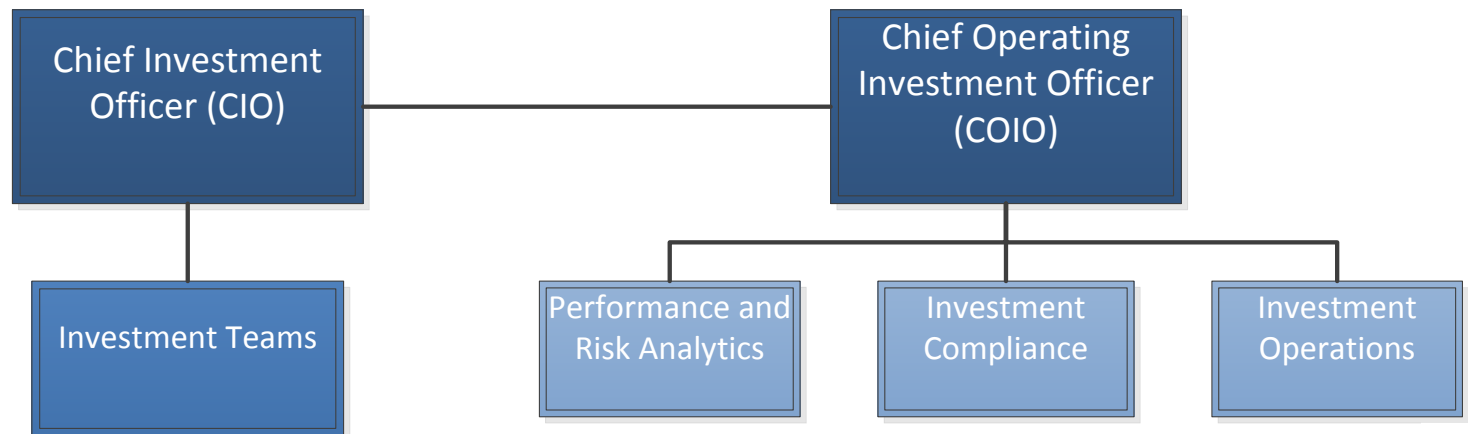 Chief Investment
Officer (CIO)
Chief Operating
Investment Officer
(COIO)
Investment Teams
Performance and
Risk Analytics
Investment
Compliance
Investment
Operations